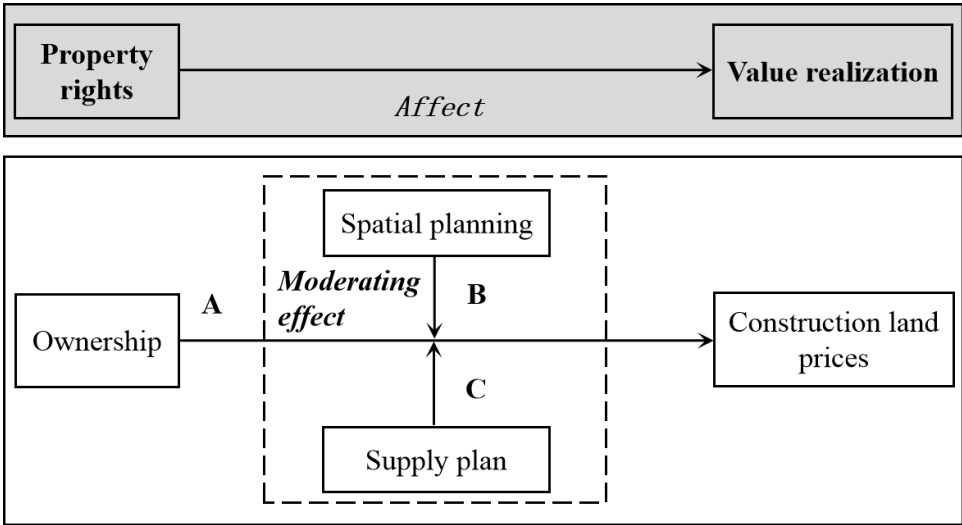 Property
rights
Value realization
Affect
Spatial planning
Moderating
effect
B
A
Ownership
Construction land
prices
C
Supply plan